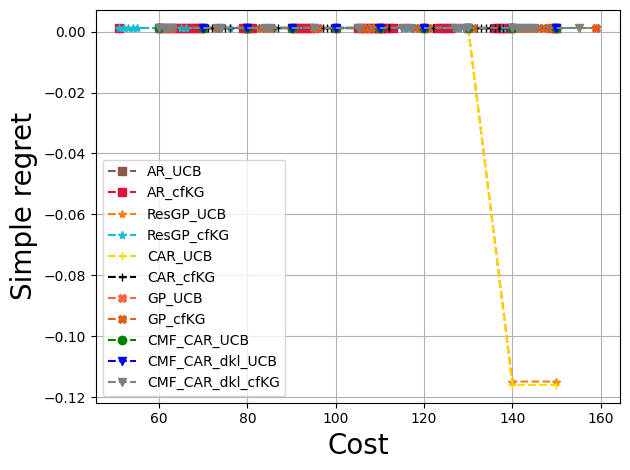 0.00
−0.02
−0.04
−0.06
−0.08
−0.10
−0.12
Simple regret
AR_UCB
AR_cfKG
ResGP_UCB
ResGP_cfKG
CAR_UCB
CAR_cfKG
GP_UCB
GP_cfKG
CMF_CAR_UCB
CMF_CAR_dkl_UCB
CMF_CAR_dkl_cfKG
60 80 100 120 140 160
Cost